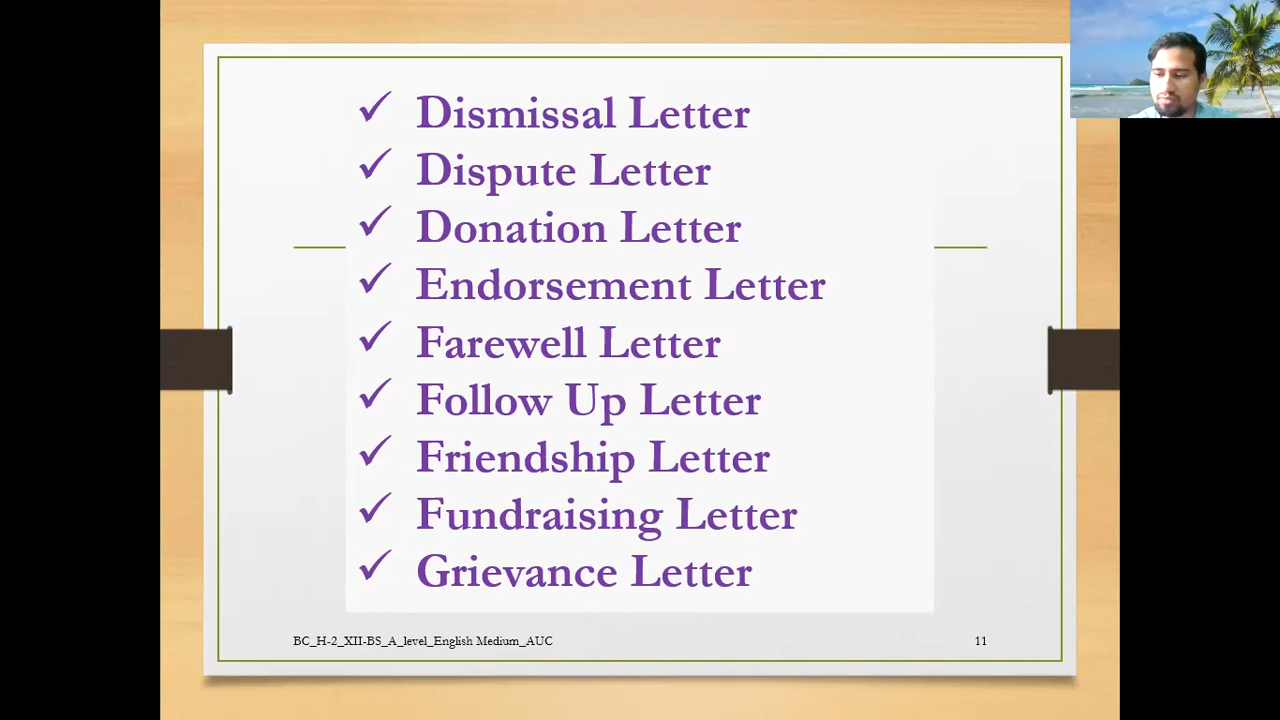 ✓ Dismissal Letter
✓ Dispute Letter
✓ Donation Letter
✓ Endorsement Letter
✓ Farewell Letter
✓ Follow Up Letter
✓ Friendship Letter
✓ Fundraising Letter
✓ Grievance Letter
BC_H-2_XII-BS_A_level_English Medium_AUC 11